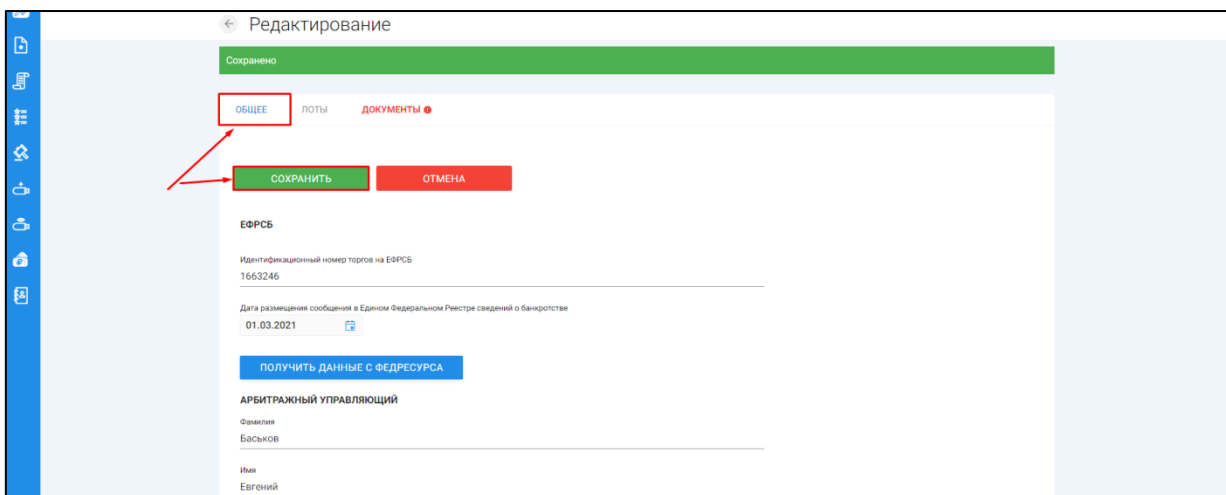 Редактирование
Сохранено
ОБЩЕЕ ЛОТЫ ДОКУМЕНТЫ
СОХРАНИТЬ ОТМЕНА
ЕФРСБ
Идентификационный номер торгов на ЕФРСБ
1663246
Дата размещения сообщения в Едином Федеральном Реестре сведений о банкротстве
01.03.2021
ПОЛУЧИТЬ ДАННЫЕ С ФЕДРЕСУРСА
АРБИТРАЖНЫЙ УПРАВЛЯЮЩИЙ
Фамилия
Баськов
Имя
Евгений